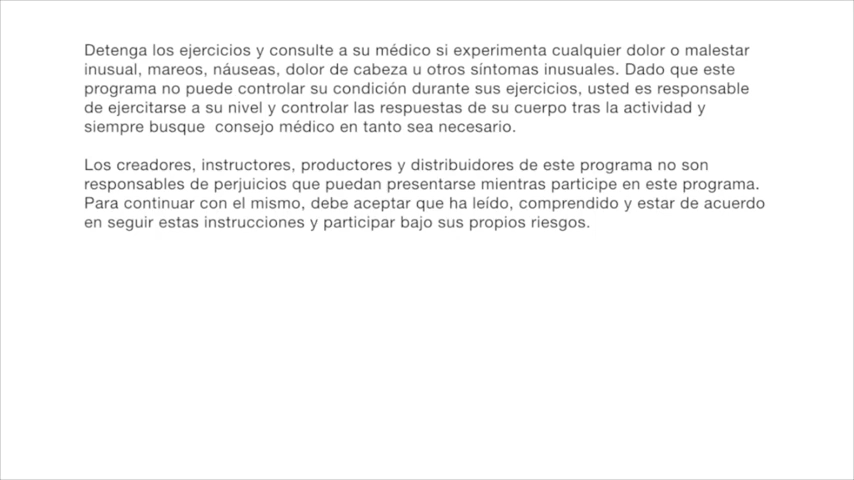 Detenga los ejercicios y consulte a su médico si experimenta cualquier dolor o malestar
inusual, mareos, náuseas, dolor de cabeza u otros síntomas inusuales. Dado que este
programa no puede controlar su condición durante sus ejercicios, usted es responsable
de ejercitarse a su nivel y controlar las respuestas de su cuerpo tras la actividad y
siempre busque  consejo médico en tanto sea necesario.

Los creadores, instructores, productores y distribuidores de este programa no son
responsables de perjuicios que puedan presentarse mientras participe en este programa.
Para continuar con el mismo, debe aceptar que ha leído, comprendido y estar de acuerdo
en seguir estas instrucciones y participar bajo sus propios riesgos.